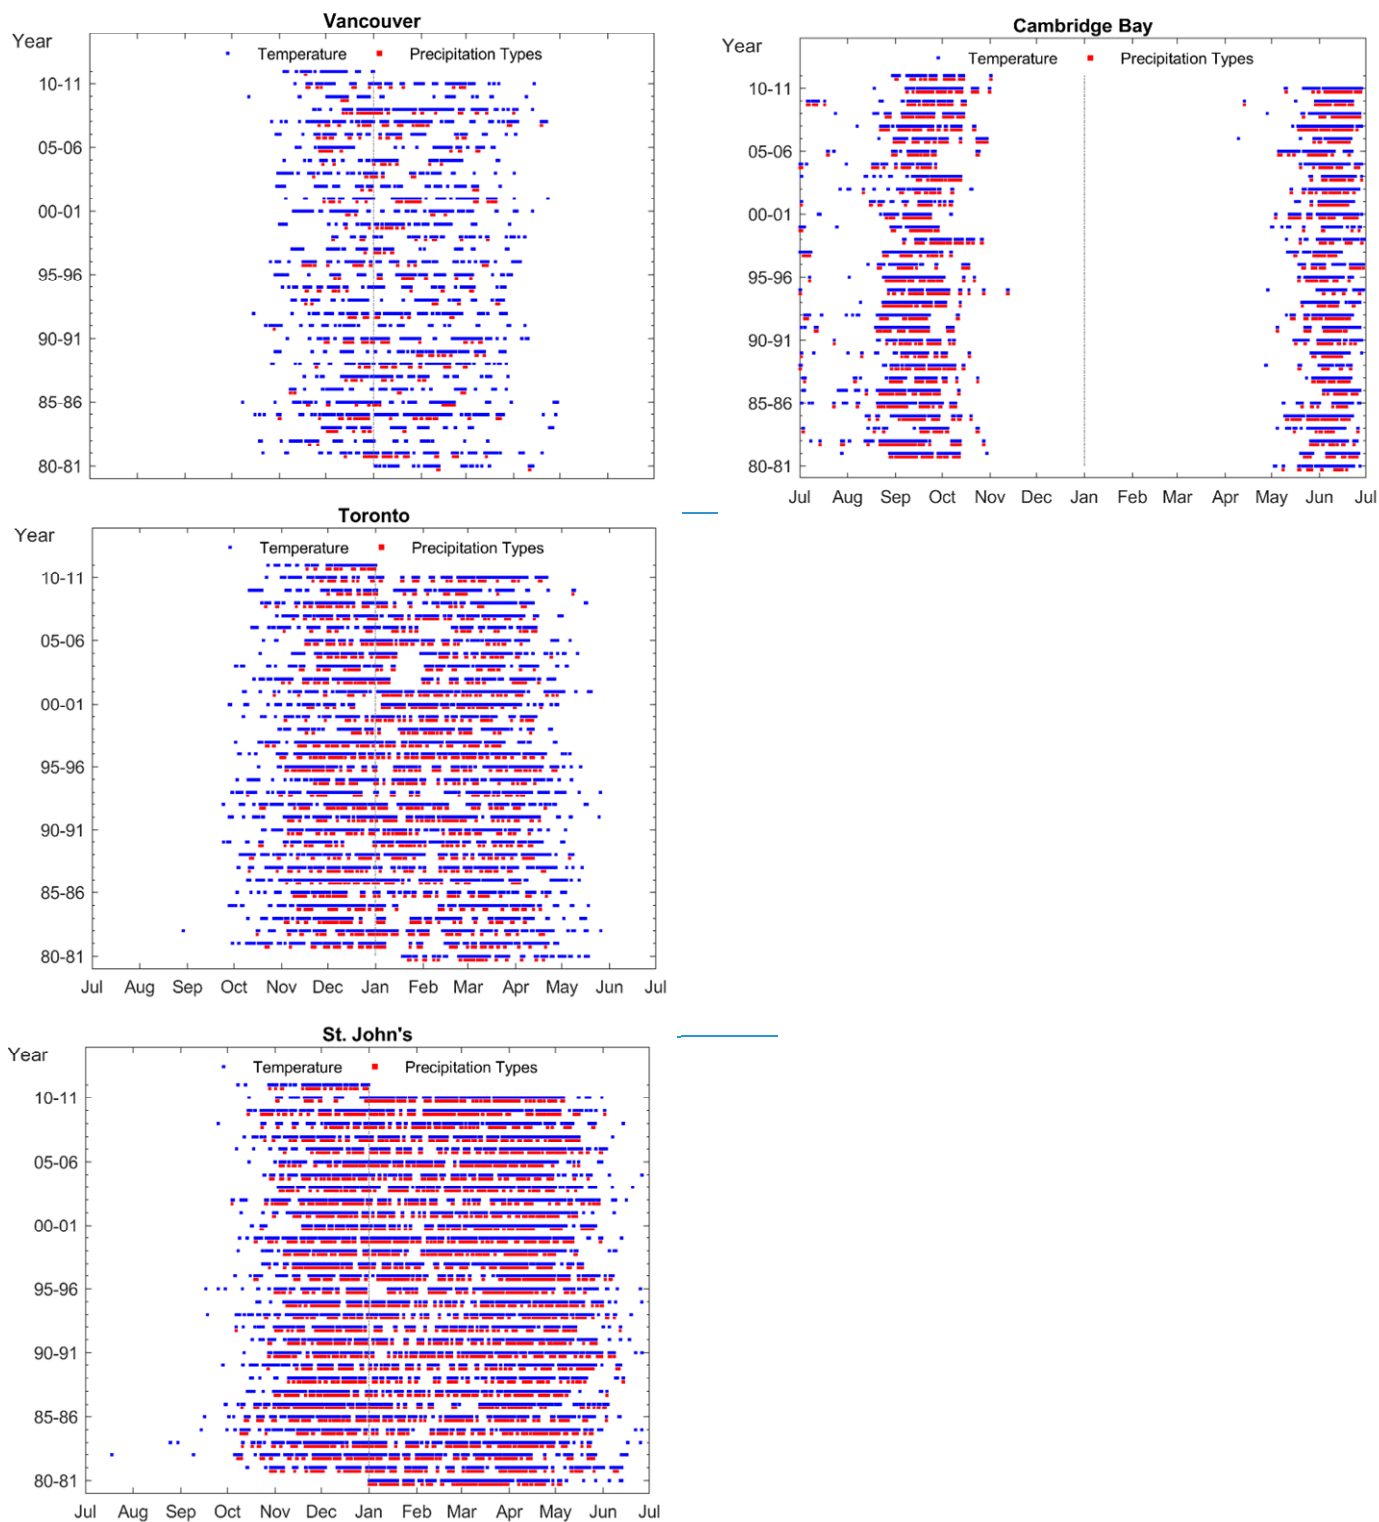 Vancouver
Year
Temperature
Precipitation Types
10-11
05-06
00-01
95-96
90-91
85-86
80-81
Cambridge Bay
Year
Temperature
Precipitation Types
10-11
05-06
00-01
95-96
90-91
85-86
80-81
Jul Aug Sep Oct Nov Dec Jan Feb Mar Apr May Jun Jul
Toronto
Year
Temperature
Precipitation Types
10-11
05-06
00-01
95-96
90-91
85-86
80-81
Jul Aug Sep Oct Nov Dec Jan Feb Mar Apr May Jun Jul
St. John's
Year
Temperature
Precipitation Types
10-11
05-06
00-01
95-96
90-91
85-86
80-81
Jul Aug Sep Oct Nov Dec Jan Feb Mar Apr May Jun Jul